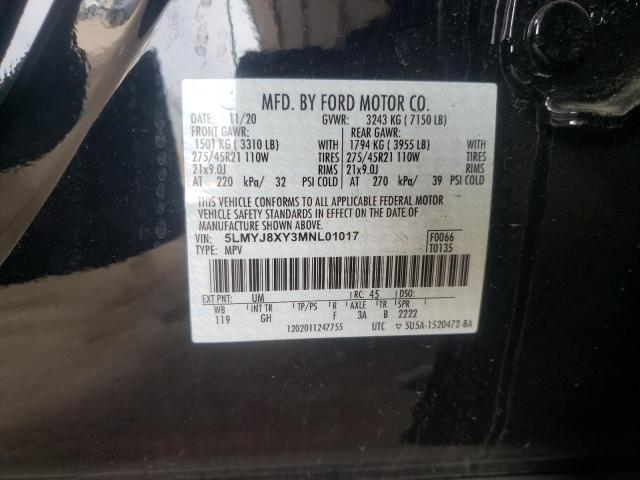 MFD. BY FORD MOTOR CO.
DATE: 11/20 GVWR: 3243 KG ( 7150 LB)
FRONT GAWR: REAR GAWR:
1501 KG ( 3310 LB) WITH 1794 KG ( 3955 LB) WITH
275/45R21 110W TIRES 275/45R21 110W TIRES
21x9.0J RIMS 21x9.0J RIMS
AT 220 kPa/ 32 PSI COLD AT 270 kPa/ 39 PSI COLD
THIS VEHICLE CONFORMS TO ALL APPLICABLE FEDERAL MOTOR
VEHICLE SAFETY STANDARDS IN EFFECT ON THE DATE OF
MANUFACTURE SHOWN ABOVE.
VIN: 5LMYJ8XY3MNL01017 F0066
TYPE: MPV T0135
EXT PNT: UM RC: 45 DSO:
WB INT TR TP/PS R AXLE TR SPR
119 GH F 3A B 2222
1202011247755 UTC ▽ 5U5A-1520472-BA